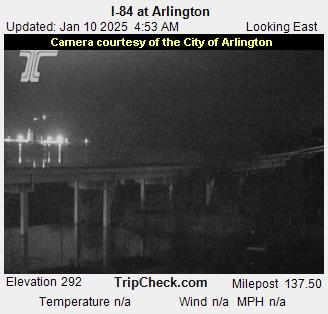 I-84 at Arlington
Updated: Jan 10 2025 4:53 AM Looking East
Camera courtesy of the City of Arlington
Elevation 292 TripCheck.com Milepost 137.50
Temperature n/a Wind n/a MPH n/a